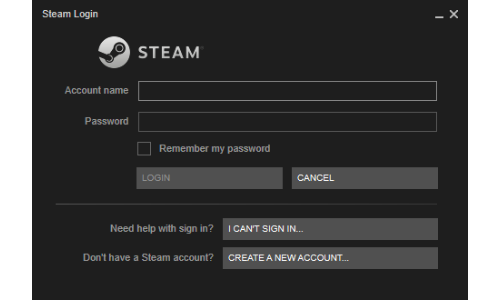 Steam Login
STEAM
Account name
Password
Remember my password
LOGIN
CANCEL
Need help with sign in?
I CAN'T SIGN IN...
Don't have a Steam account?
CREATE A NEW ACCOUNT...